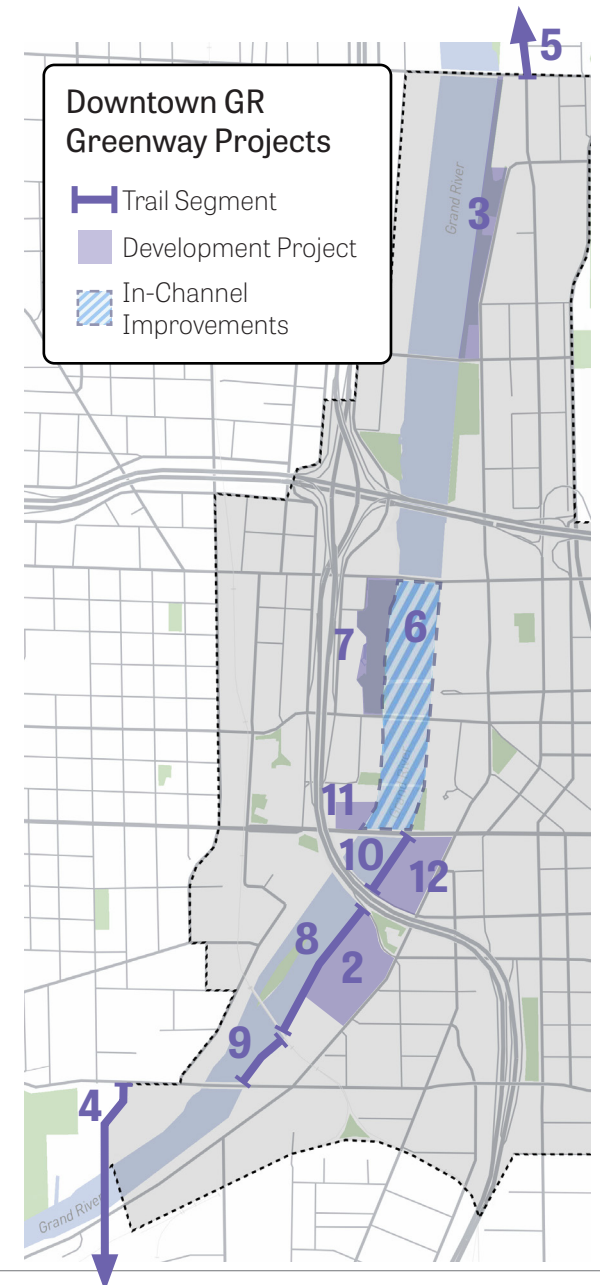 5
Downtown GR
Greenway Projects
Trail Segment
Development Project
In-Channel
Improvements
Grand River
3
6
7
11
10
12
8
2
9
4
Grand River